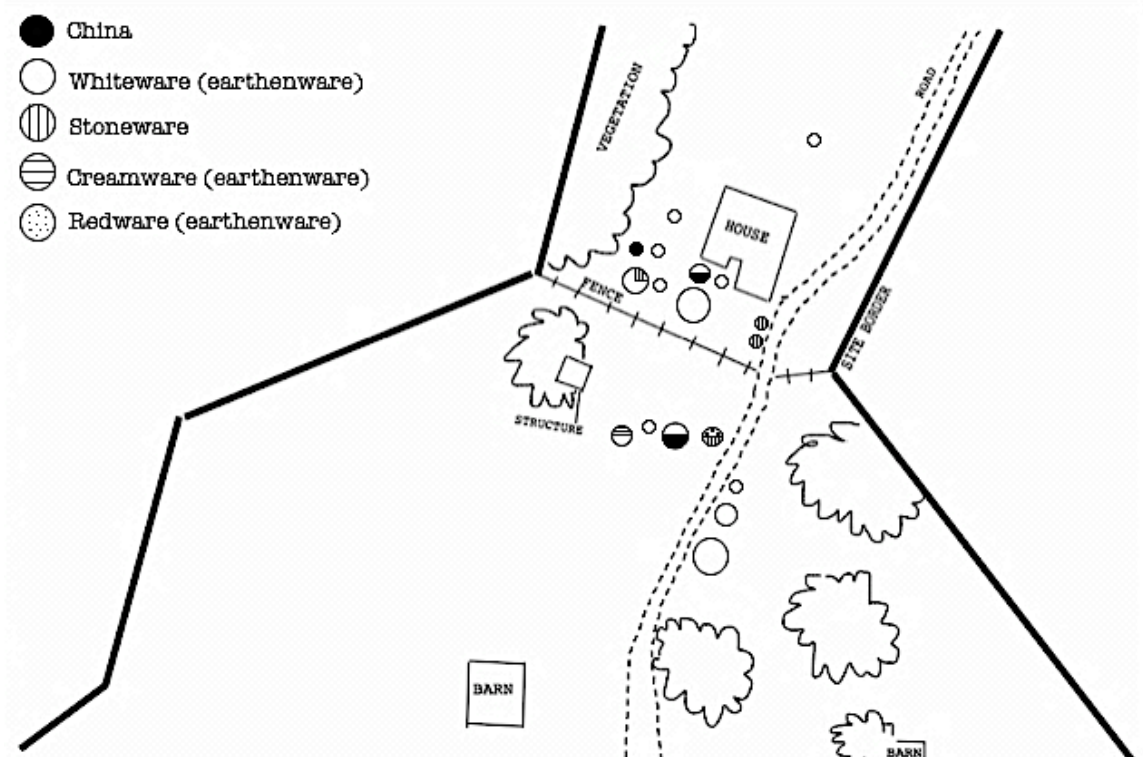 China
Whiteware (earthenware)
Stoneware
Creamware (earthenware)
Redware (earthenware)
VEGETATION
ROAD
HOUSE
FENCE
SITE BORDER
STRUCTURE
BARN
BARN